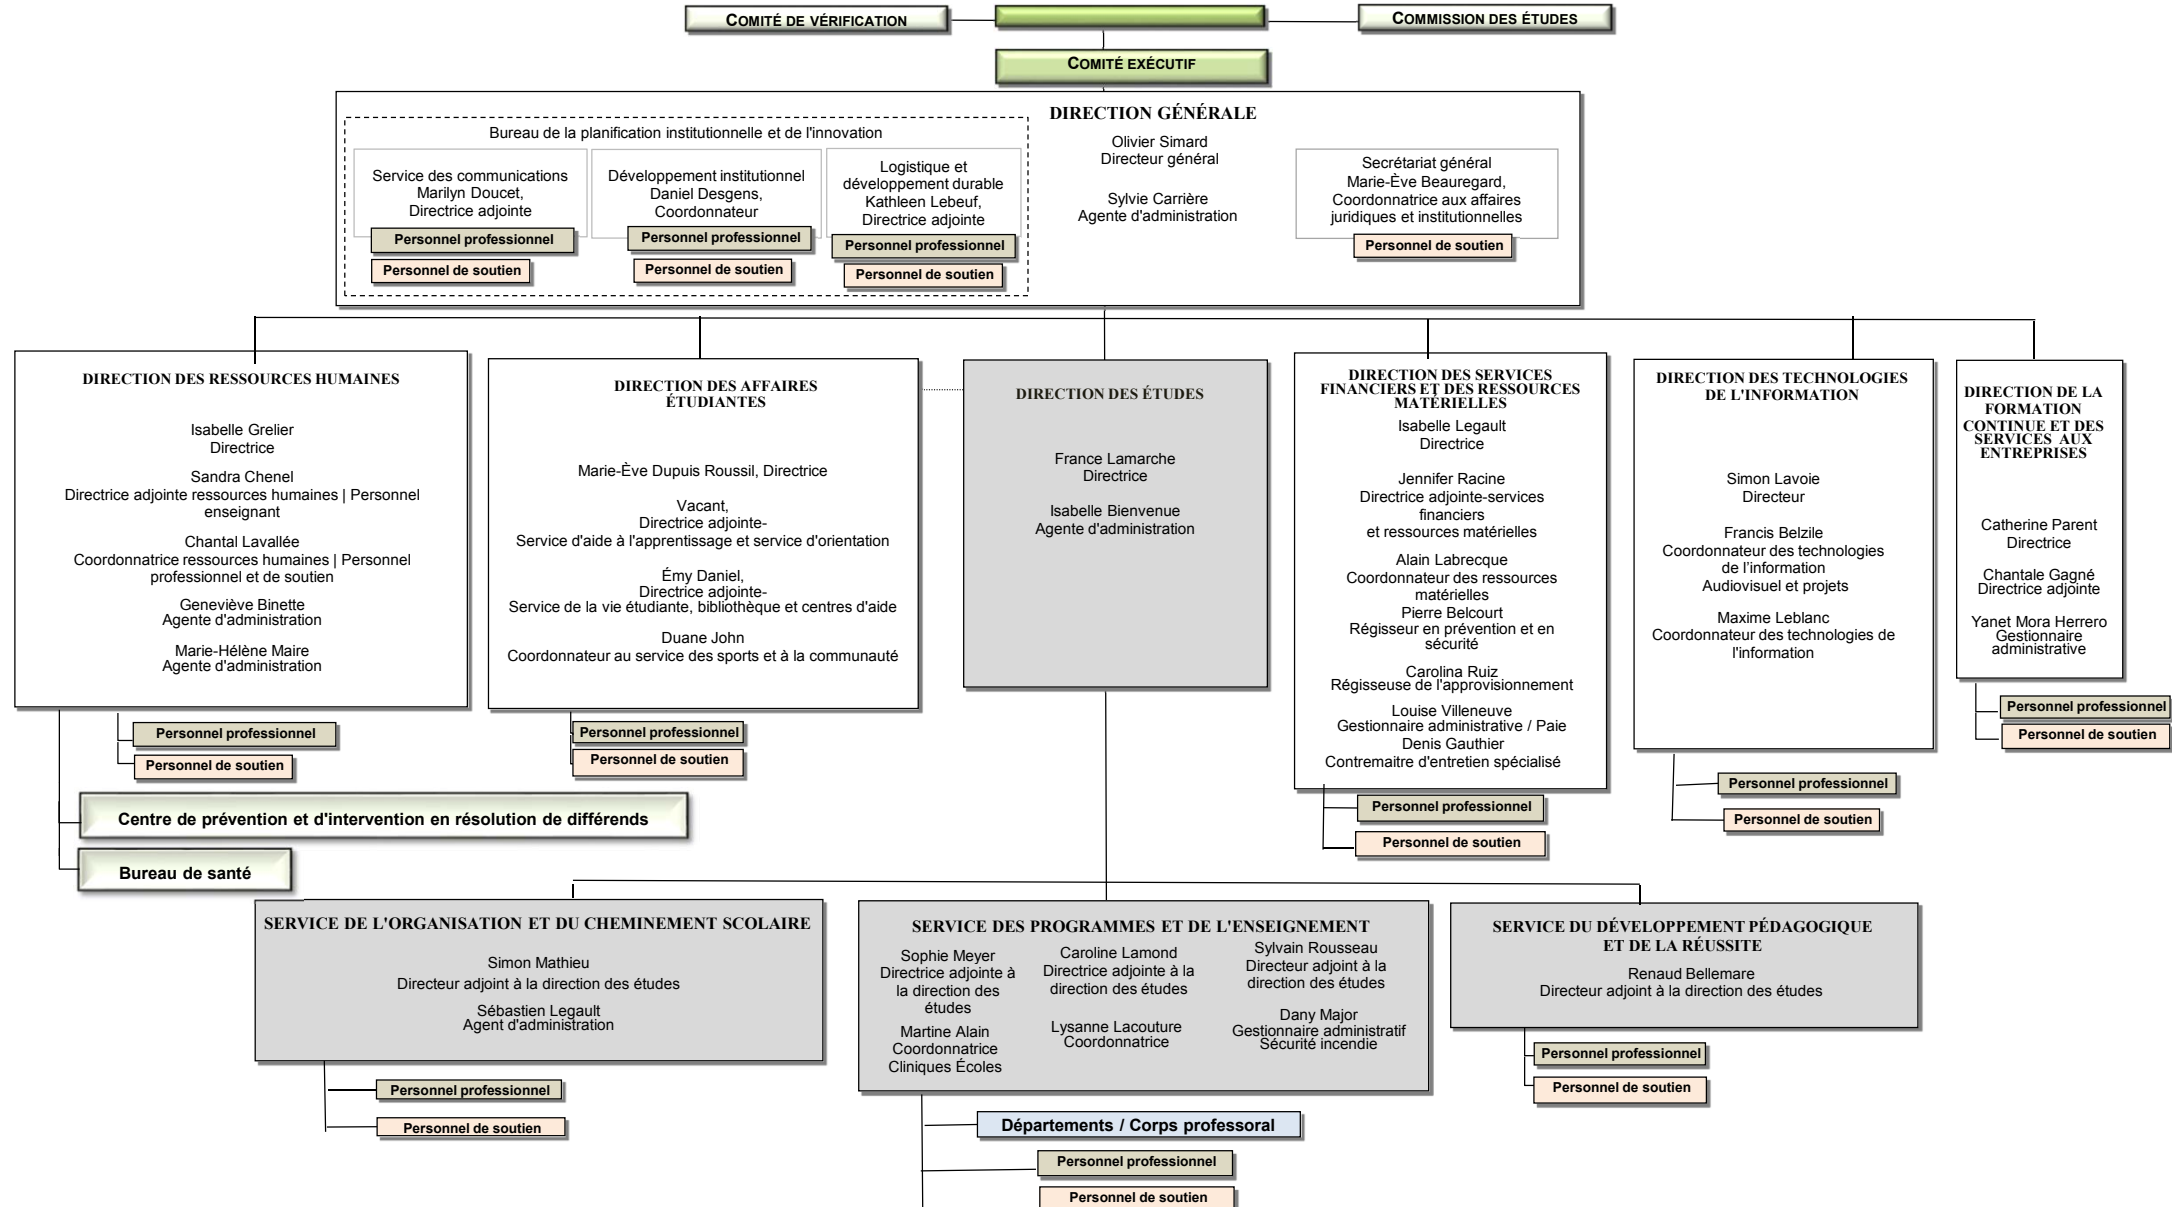 COMITÉ DE VÉRIFICATION
COMMISSION DES ÉTUDES
COMITÉ EXÉCUTIF
DIRECTION GÉNÉRALE
Olivier Simard
Directeur général
Sylvie Carrière
Agente d'administration
Bureau de la planification institutionnelle et de l'innovation
Service des communications
Marilyn Doucet,
Directrice adjointe
Personnel professionnel
Personnel de soutien
Développement institutionnel
Daniel Desgens,
Coordonnateur
Personnel professionnel
Personnel de soutien
Logistique et
développement durable
Kathleen Lebeuf,
Directrice adjointe
Personnel professionnel
Personnel de soutien
Secrétariat général
Marie-Ève Beauregard,
Coordonnatrice aux affaires
juridiques et institutionnelles
Personnel de soutien
DIRECTION DES RESSOURCES HUMAINES
Isabelle Grelier
Directrice
Sandra Chenel
Directrice adjointe ressources humaines | Personnel
enseignant
Chantal Lavallée
Coordonnatrice ressources humaines | Personnel
professionnel et de soutien
Geneviève Binette
Agente d'administration
Marie-Hélène Maire
Agente d'administration
Personnel professionnel
Personnel de soutien
Centre de prévention et d'intervention en résolution de différends
Bureau de santé
DIRECTION DES AFFAIRES
ÉTUDIANTES
Marie-Ève Dupuis Roussil, Directrice
Vacant,
Directrice adjointe-
Service d'aide à l'apprentissage et service d'orientation
Émy Daniel,
Directrice adjointe-
Service de la vie étudiante, bibliothèque et centres d'aide
Duane John
Coordonnateur au service des sports et à la communauté
Personnel professionnel
Personnel de soutien
DIRECTION DES ÉTUDES
France Lamarche
Directrice
Isabelle Bienvenue
Agente d'administration
DIRECTION DES SERVICES
FINANCIERS ET DES RESSOURCES
MATÉRIELLES
Isabelle Legault
Directrice
Jennifer Racine
Directrice adjointe-services
financiers
et ressources matérielles
Alain Labrecque
Coordonnateur des ressources
matérielles
Pierre Belcourt
Régisseur en prévention et en
sécurité
Carolina Ruiz
Régisseuse de l'approvisionnement
Louise Villeneuve
Gestionnaire administrative / Paie
Denis Gauthier
Contremaitre d'entretien spécialisé
Personnel professionnel
Personnel de soutien
DIRECTION DES TECHNOLOGIES
DE L'INFORMATION
Simon Lavoie
Directeur
Francis Belzile
Coordonnateur des technologies
de l’information
Audiovisuel et projets
Maxime Leblanc
Coordonnateur des technologies de
l'information
Personnel professionnel
Personnel de soutien
DIRECTION DE LA
FORMATION
CONTINUE ET DES
SERVICES AUX
ENTREPRISES
Catherine Parent
Directrice
Chantale Gagné
Directrice adjointe
Yanet Mora Herrero
Gestionnaire
administrative
Personnel professionnel
Personnel de soutien
SERVICE DE L'ORGANISATION ET DU CHEMINEMENT SCOLAIRE
Simon Mathieu
Directeur adjoint à la direction des études
Sébastien Legault
Agent d'administration
Personnel professionnel
Personnel de soutien
SERVICE DES PROGRAMMES ET DE L'ENSEIGNEMENT
Sophie Meyer
Directrice adjointe à
la direction des
études
Martine Alain
Coordonnatrice
Cliniques Écoles
Caroline Lamond
Directrice adjointe à la
direction des études
Lysanne Lacouture
Coordonnatrice
Sylvain Rousseau
Directeur adjoint à la
direction des études
Dany Major
Gestionnaire administratif
Sécurité incendie
Départements / Corps professoral
Personnel professionnel
Personnel de soutien
SERVICE DU DÉVELOPPEMENT PÉDAGOGIQUE
ET DE LA RÉUSSITE
Renaud Bellemare
Directeur adjoint à la direction des études
Personnel professionnel
Personnel de soutien